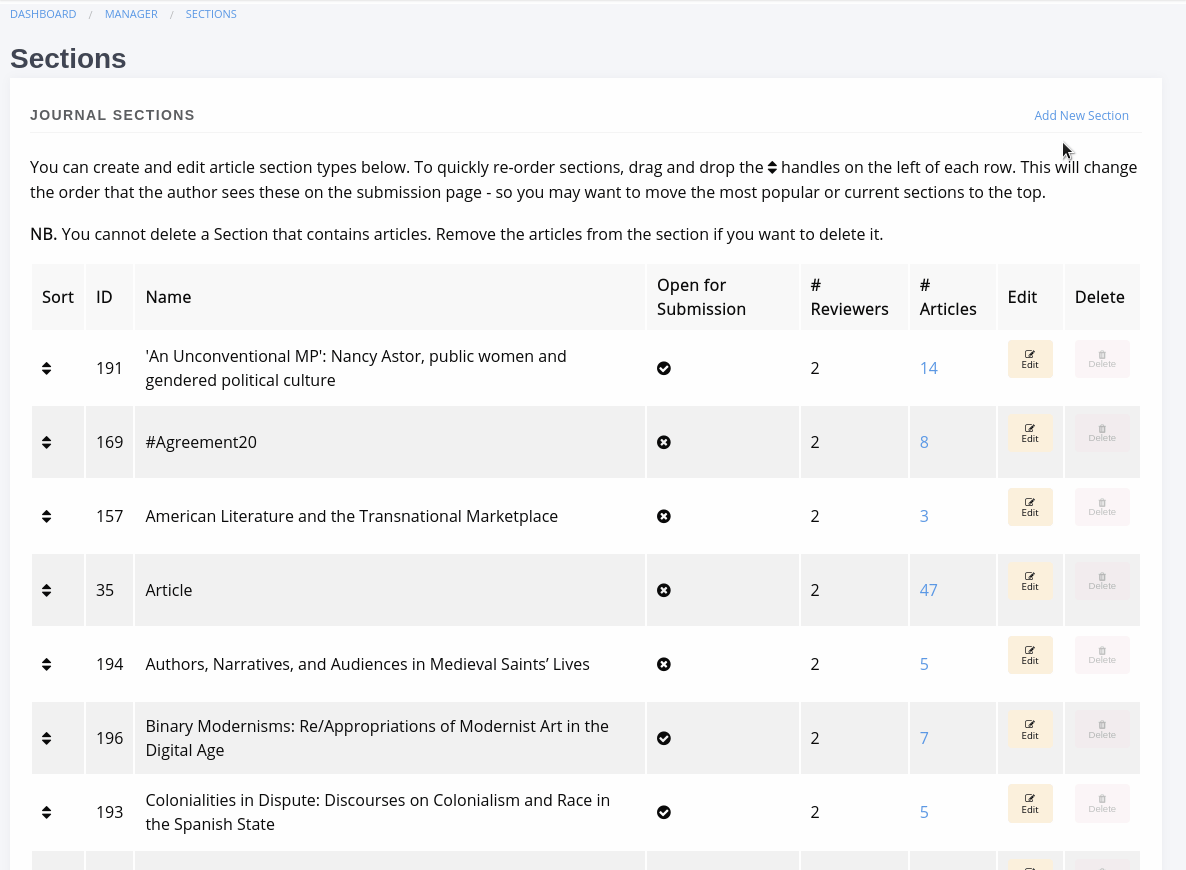 DASHBOARD / MANAGER / SECTIONS
Sections
JOURNAL SECTIONS Add New Section
You can create and edit article section types below. To quickly re-order sections, drag and drop the handles on the left of each row. This will change
the order that the author sees these on the submission page - so you may want to move the most popular or current sections to the top.
NB. You cannot delete a Section that contains articles. Remove the articles from the section if you want to delete it.
Sort ID Name Open for Submission # Reviewers # Articles Edit Delete
191 'An Unconventional MP': Nancy Astor, public women and gendered political culture 2 14 Edit Delete
169 #Agreement20 2 8 Edit Delete
157 American Literature and the Transnational Marketplace 2 3 Edit Delete
35 Article 2 47 Edit Delete
194 Authors, Narratives, and Audiences in Medieval Saints’ Lives 2 5 Edit Delete
196 Binary Modernisms: Re/Appropriations of Modernist Art in the Digital Age 2 7 Edit Delete
193 Colonialities in Dispute: Discourses on Colonialism and Race in the Spanish State 2 5 Edit Delete